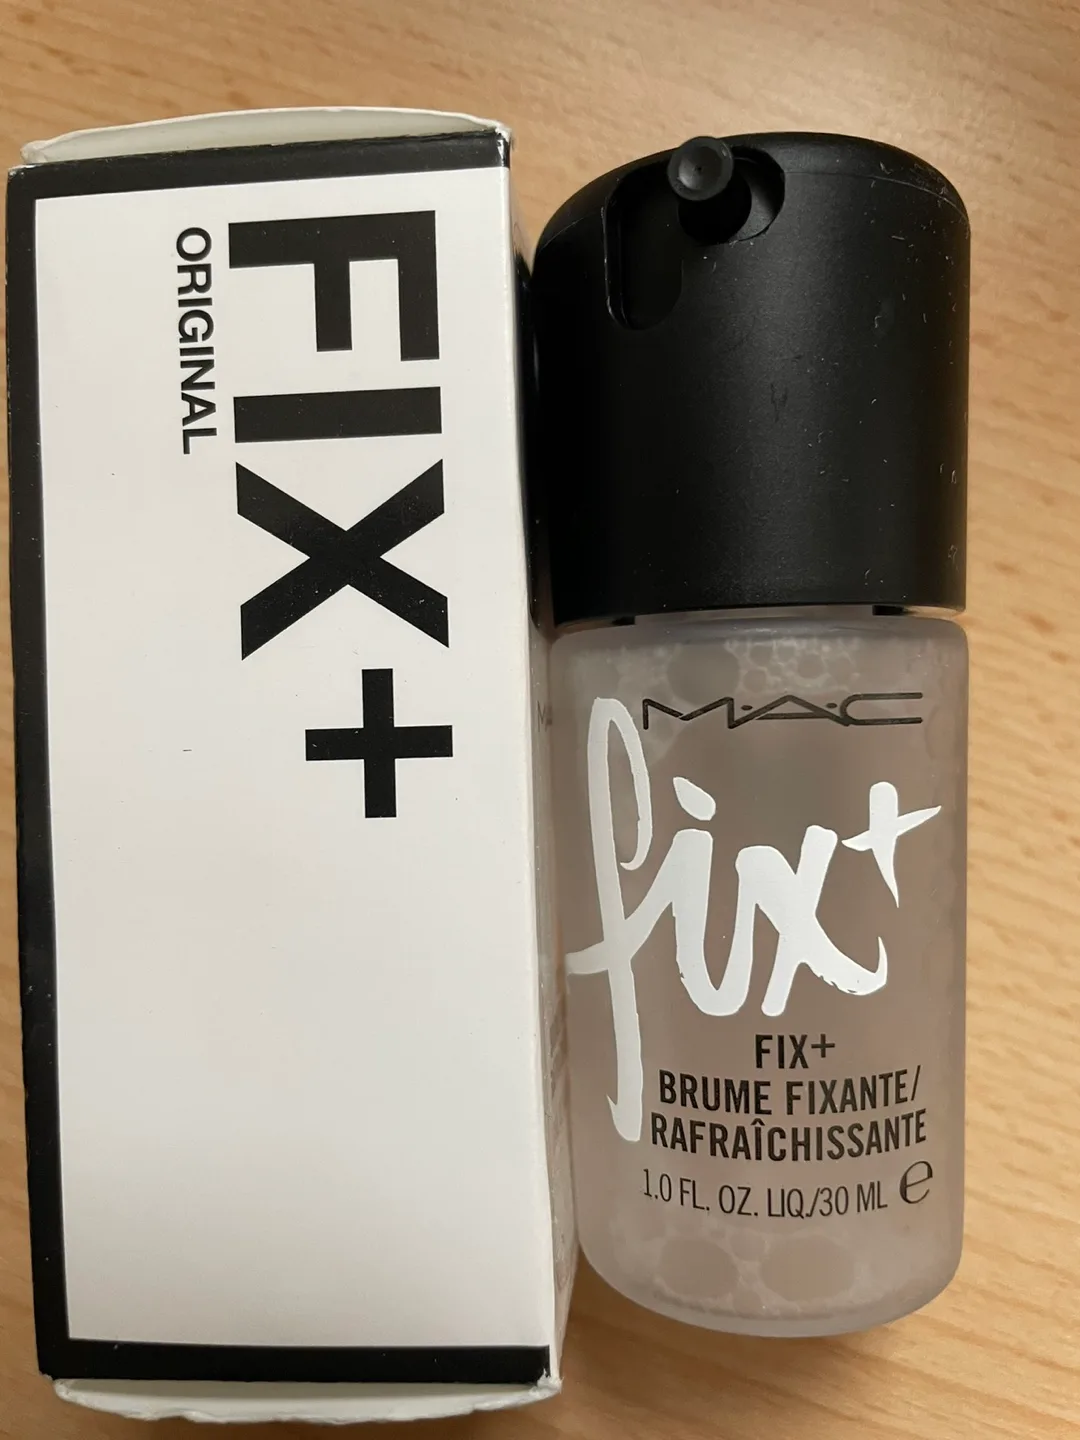 FIX+
ORIGINAL
M·A·C
fix+
FIX+
BRUME FIXANTE/
RAFRAÎCHISSANTE
1.0 FL. OZ. LIQ./30 ML e